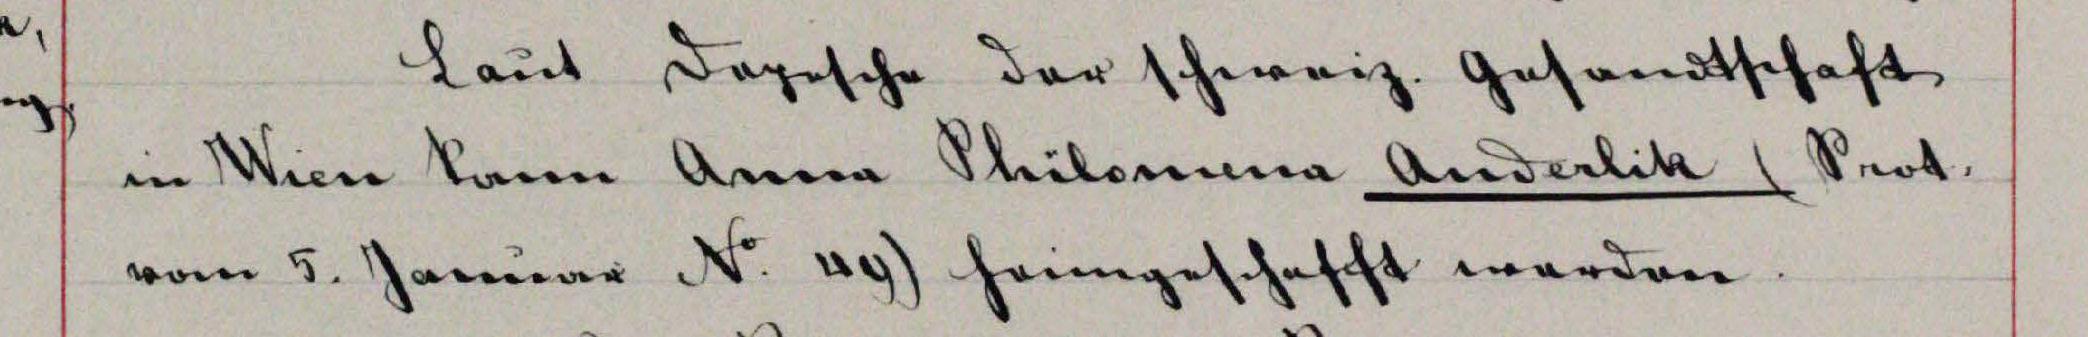 Laut Depesche der schweiz. Gesandtschaft
in Wien kann Anna Philomena Anderlik (Prot.
vom 5. Januar No. 49) heimgeschafft werden.